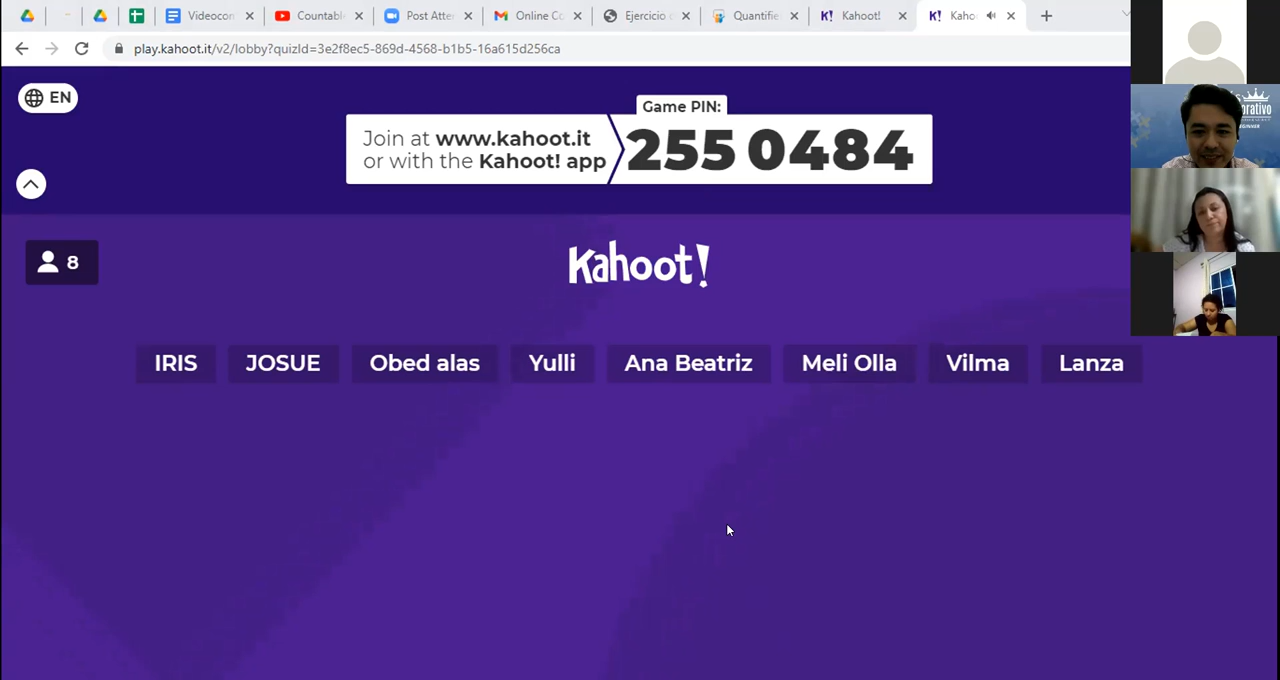 Videocon
Countabl
Post Atte
Online Co
Ejercicio d
Quantifie
Kahoot!
Kaho
play.kahoot.it/v2/lobby?quizId=3e2f8ec5-869d-4568-b1b5-16a615d256ca
EN
Game PIN:
Join at www.kahoot.it
or with the Kahoot! app
255 0484
orativo
8
Kahoot!
IRIS
JOSUE
Obed alas
Yulli
Ana Beatriz
Meli Olla
Vilma
Lanza